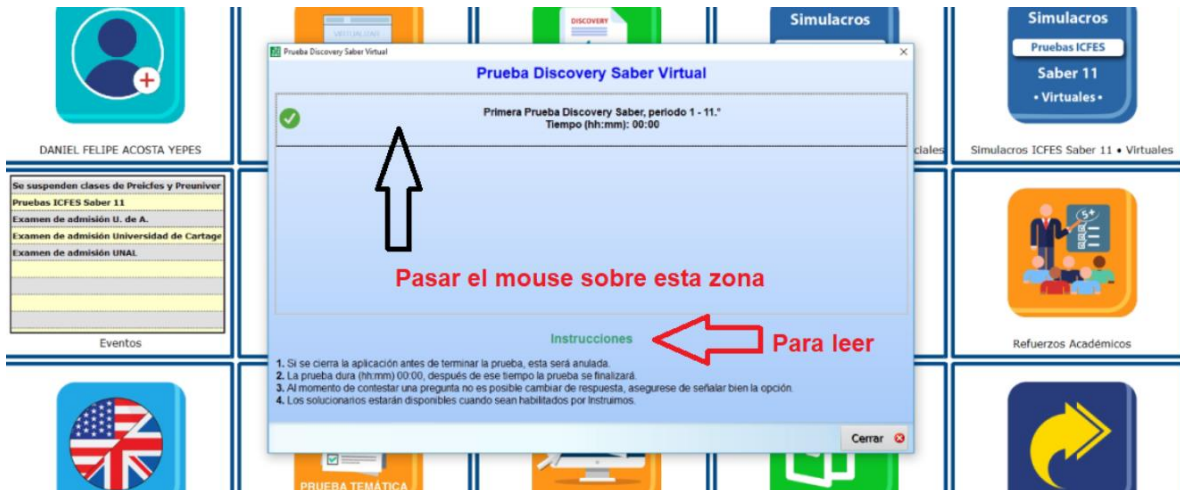 VIRTUALIDAD
DISCOVERY
Simulacros
Simulacros
Pruebas ICFES
Saber 11
• Virtuales •
Prueba Discovery Saber Virtual
Prueba Discovery Saber Virtual
Primera Prueba Discovery Saber, periodo 1 - 11.°
Tiempo (hh:mm): 00:00
DANIEL FELIPE ACOSTA YEPES
ciales
Simulacros ICFES Saber 11 • Virtuales
Se suspenden clases de Preicfes y Preuniver
Pruebas ICFES Saber 11
Examen de admisión U. de A.
Examen de admisión Universidad de Cartage
Examen de admisión UNAL
5+
Pasar el mouse sobre esta zona
Eventos
Instrucciones
Para leer
Refuerzos Académicos
1. Si se cierra la aplicación antes de terminar la prueba, esta será anulada.
2. La prueba dura (hh:mm) 00:00, después de ese tiempo la prueba se finalizará.
3. Al momento de contestar una pregunta no es posible cambiar de respuesta, asegurese de señalar bien la opción.
4. Los solucionarios estarán disponibles cuando sean habilitados por Instruimos.
Cerrar
PRUEBA TEMÁTICA